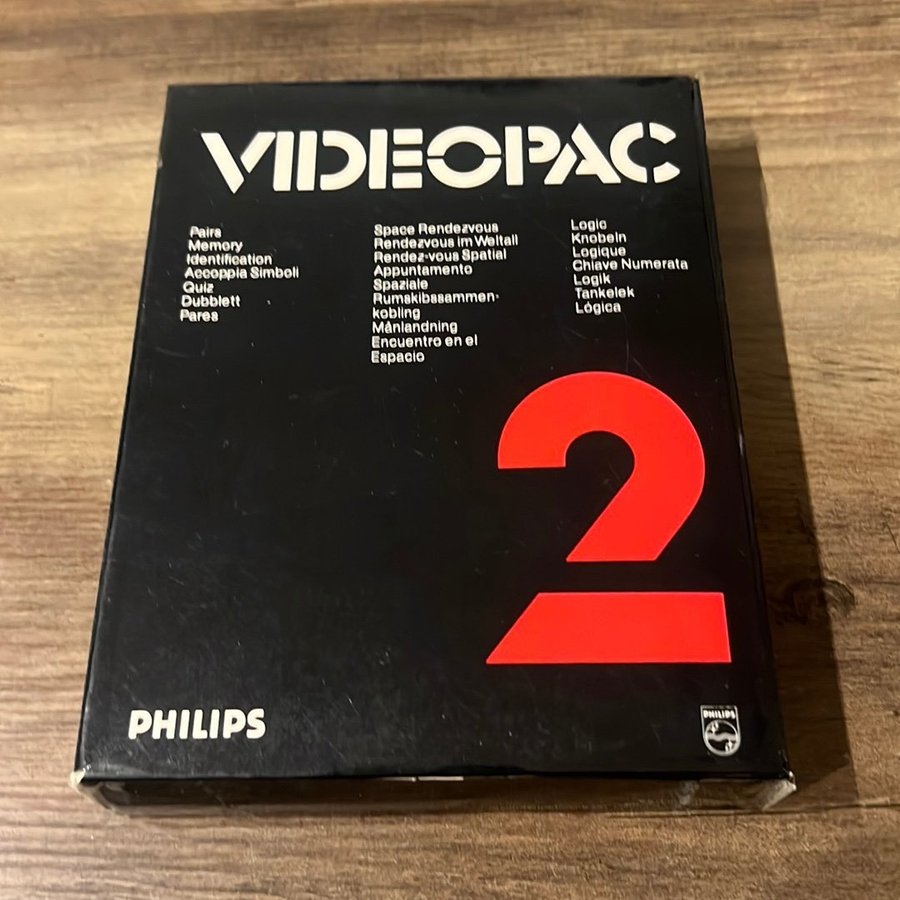 VIDEOPAC
Pairs
Memory
Identification
Accoppia Simboli
Quiz
Dubblett
Pares
Space Rendezvous
Rendezvous im Weltall
Rendez-vous Spatial
Appuntamento
Spaziale
Rumskibssammen-
kobling
Månlandning
Encuentro en el
Espacio
Logic
Knobeln
Logique
Chiave Numerata
Logik
Tankelek
Lógica
2
PHILIPS
PHILIPS